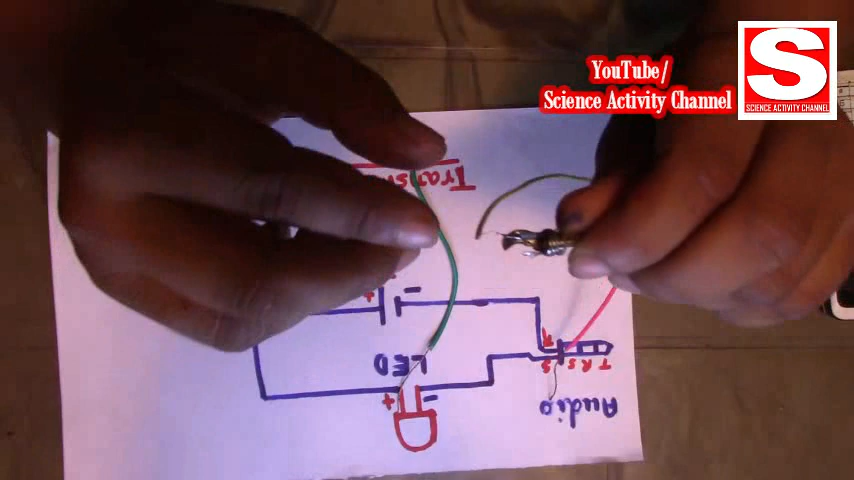 YouTube/
Science Activity Channel
S
SCIENCE ACTIVITY CHANNEL
+ -
LED
+ -
R
S
T R S
Audio